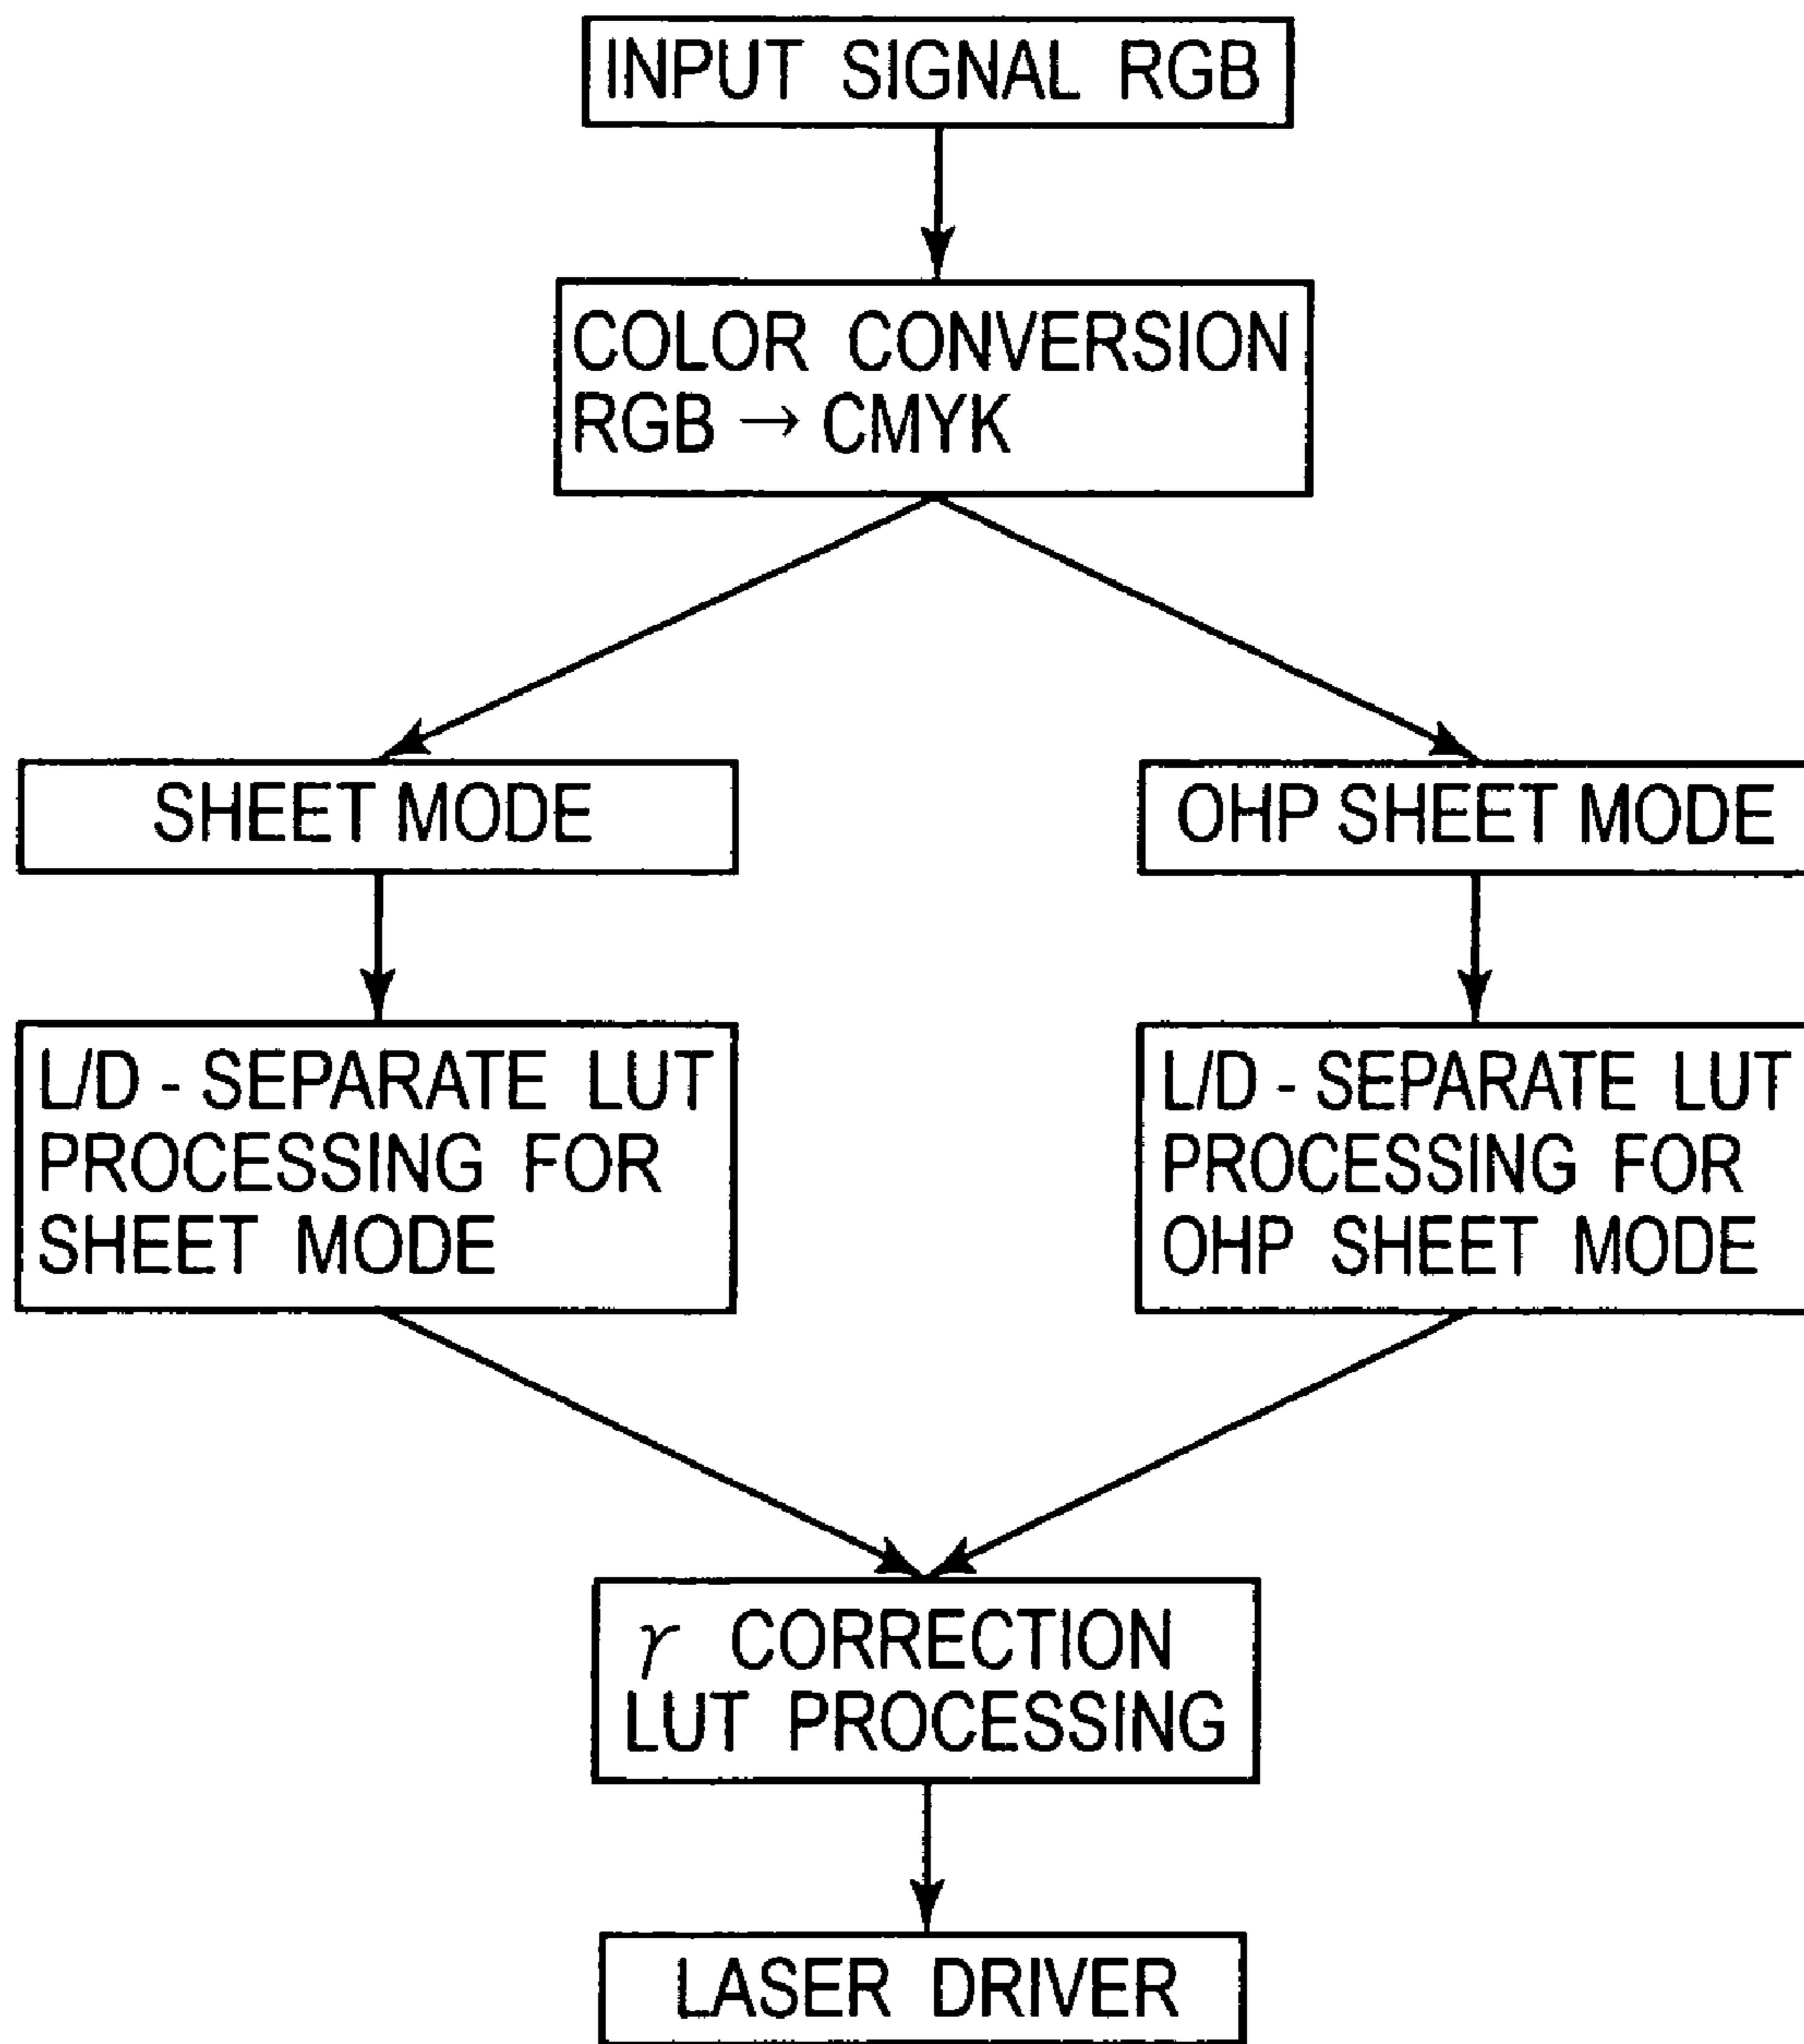 INPUT SIGNAL RGB
COLOR CONVERSION
RGB → CMYK
SHEET MODE
OHP SHEET MODE
L/D - SEPARATE LUT
PROCESSING FOR
SHEET MODE
L/D - SEPARATE LUT
PROCESSING FOR
OHP SHEET MODE
γ CORRECTION
LUT PROCESSING
LASER DRIVER